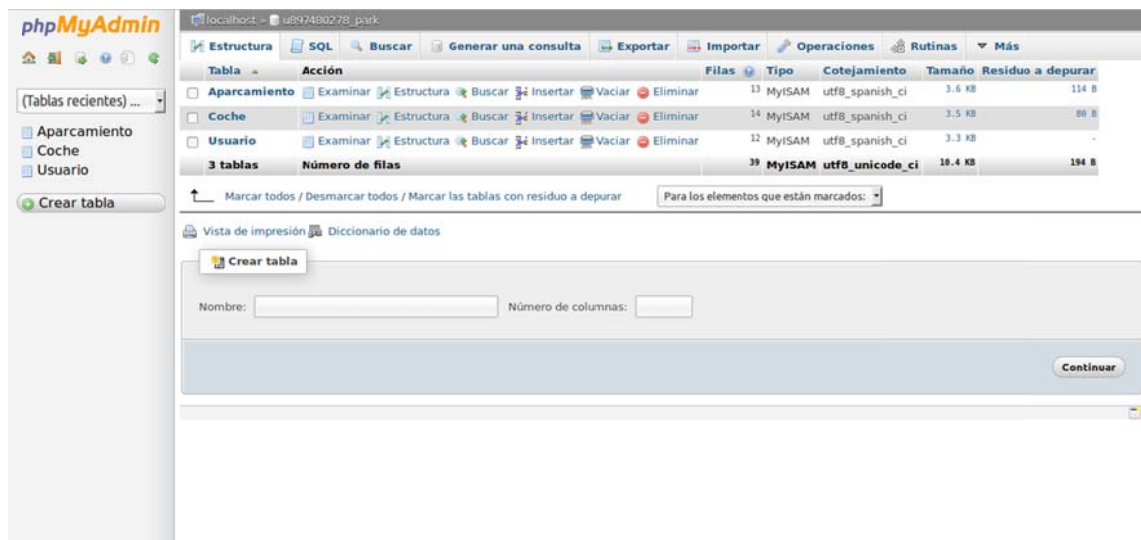 phpMyAdmin
(Tablas recientes) ...
Aparcamiento
Coche
Usuario
Crear tabla
localhost » u897480278_park
Estructura SQL Buscar Generar una consulta Exportar Importar Operaciones Rutinas Más
Tabla Acción Filas Tipo Cotejamiento Tamaño Residuo a depurar
Aparcamiento Examinar Estructura Buscar Insertar Vaciar Eliminar 13 MyISAM utf8_spanish_ci 3.6 KB 114 B
Coche Examinar Estructura Buscar Insertar Vaciar Eliminar 14 MyISAM utf8_spanish_ci 3.5 KB 80 B
Usuario Examinar Estructura Buscar Insertar Vaciar Eliminar 12 MyISAM utf8_spanish_ci 3.3 KB -
3 tablas Número de filas 39 MyISAM utf8_unicode_ci 10.4 KB 194 B
Marcar todos / Desmarcar todos / Marcar las tablas con residuo a depurar Para los elementos que están marcados:
Vista de impresión Diccionario de datos
Crear tabla
Nombre: Número de columnas:
Continuar